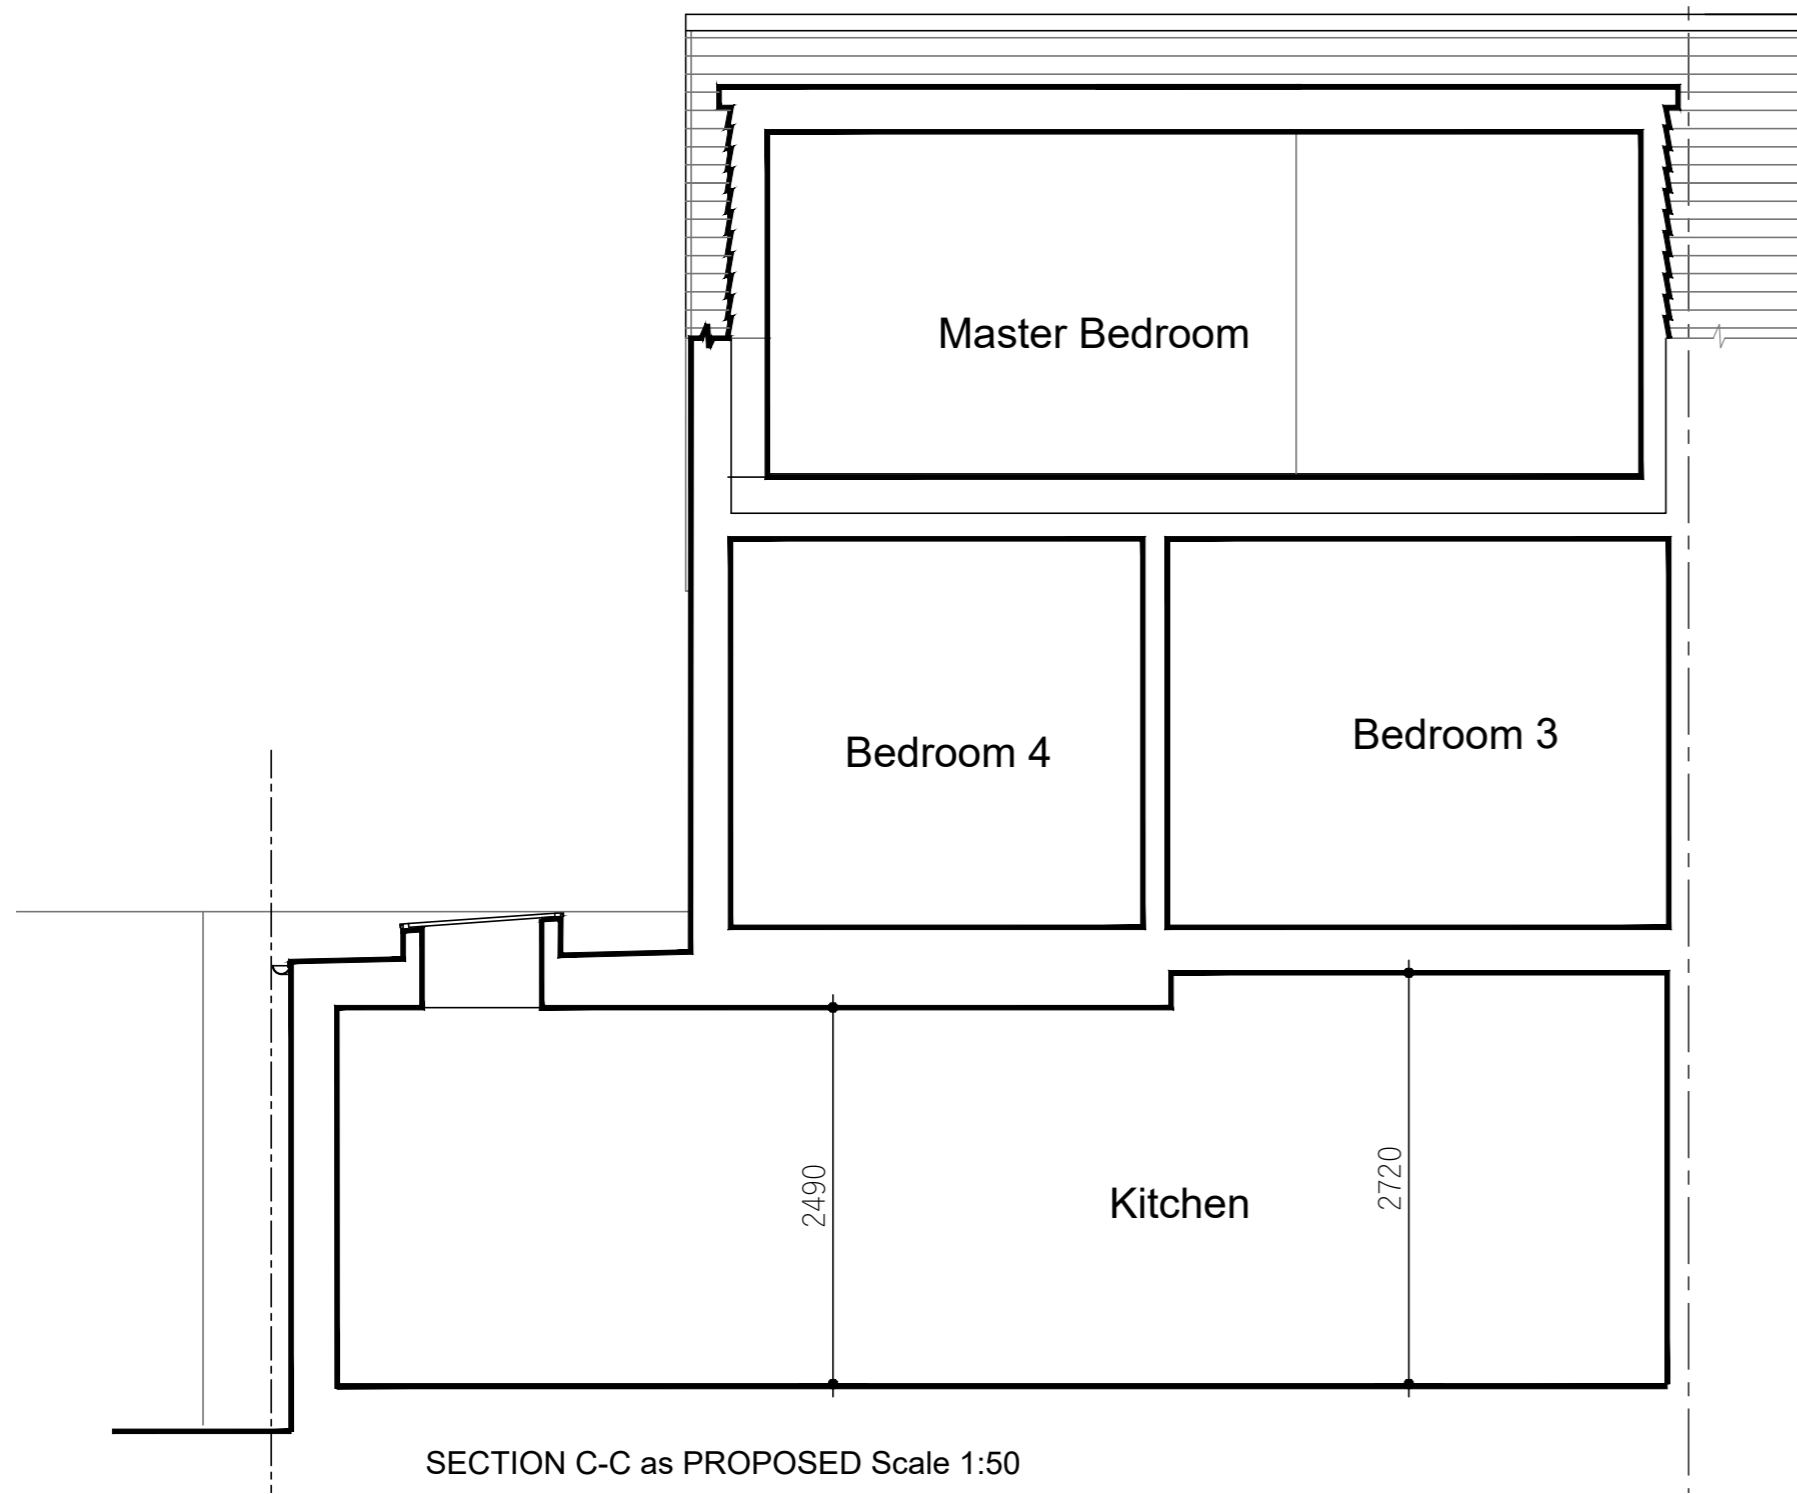 Master Bedroom
Bedroom 4
Bedroom 3
2490
Kitchen
2720
SECTION C-C as PROPOSED Scale 1:50